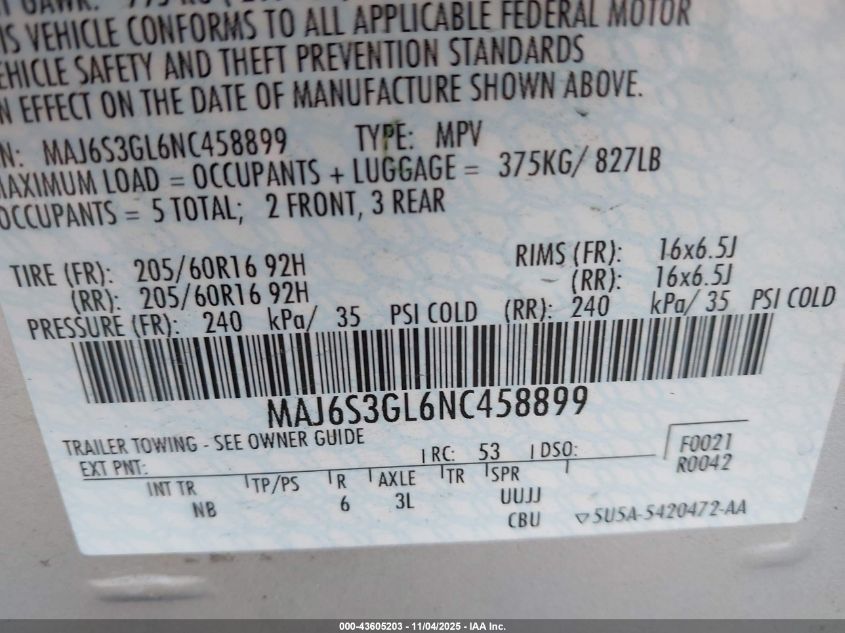 THIS VEHICLE CONFORMS TO ALL APPLICABLE FEDERAL MOTOR
VEHICLE SAFETY AND THEFT PREVENTION STANDARDS
IN EFFECT ON THE DATE OF MANUFACTURE SHOWN ABOVE.
N: MAJ6S3GL6NC458899 TYPE: MPV
MAXIMUM LOAD = OCCUPANTS + LUGGAGE = 375KG/ 827LB
OCCUPANTS = 5 TOTAL; 2 FRONT, 3 REAR
TIRE (FR): 205/60R16 92H RIMS (FR): 16x6.5J
(RR): 205/60R16 92H (RR): 16x6.5J
PRESSURE (FR): 240 kPa/ 35 PSI COLD (RR): 240 kPa/ 35 PSI COLD
MAJ6S3GL6NC458899
TRAILER TOWING - SEE OWNER GUIDE
EXT PNT: RC: 53 DSO: F0021
R0042
INT TR TP/PS R AXLE TR SPR
NB 6 3L UUJJ
CBU ▽5U5A-5420472-AA
000-43605203 - 11/04/2025 - IAA Inc.